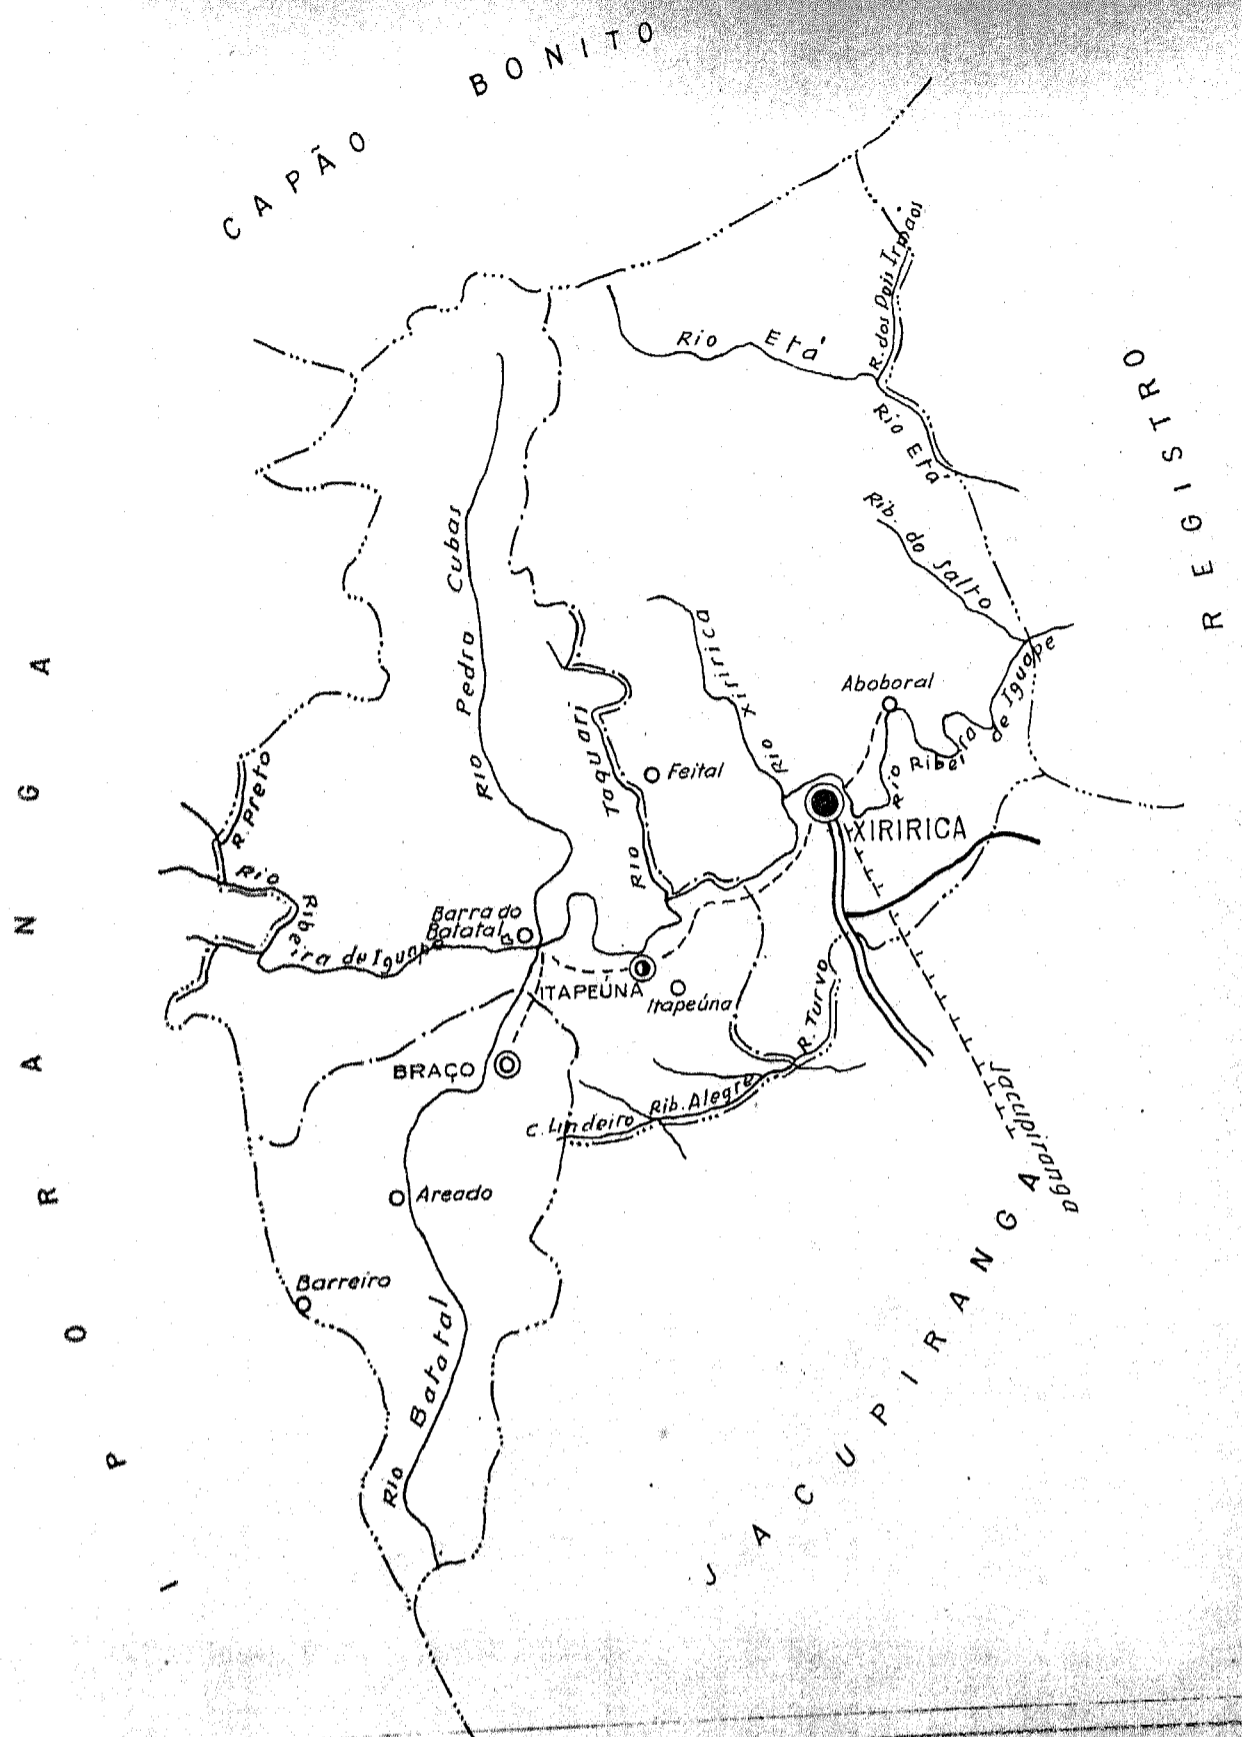 CAPÃO BONITO
R. dos Dois Irmãos
Rio Etá
Rio Etá
REGISTRO
Rib. do Salto
Rio Pedro Cubas
Rio Xiririca
Aboboral
Rio Ribeira de Iguape
Rio Taquari
Feital
XIRIRICA
R. Preto
Rio Ribeira de Iguape
Barra do
Batatal
ITAPEÚNA
Itapeúna
R. Turvo
BRAÇO
Rib. Alegre
C. Lindeiro
Jacupiranga
Areado
Barreiro
Rio Batatal
JACUPIRANGA
IPORANGA